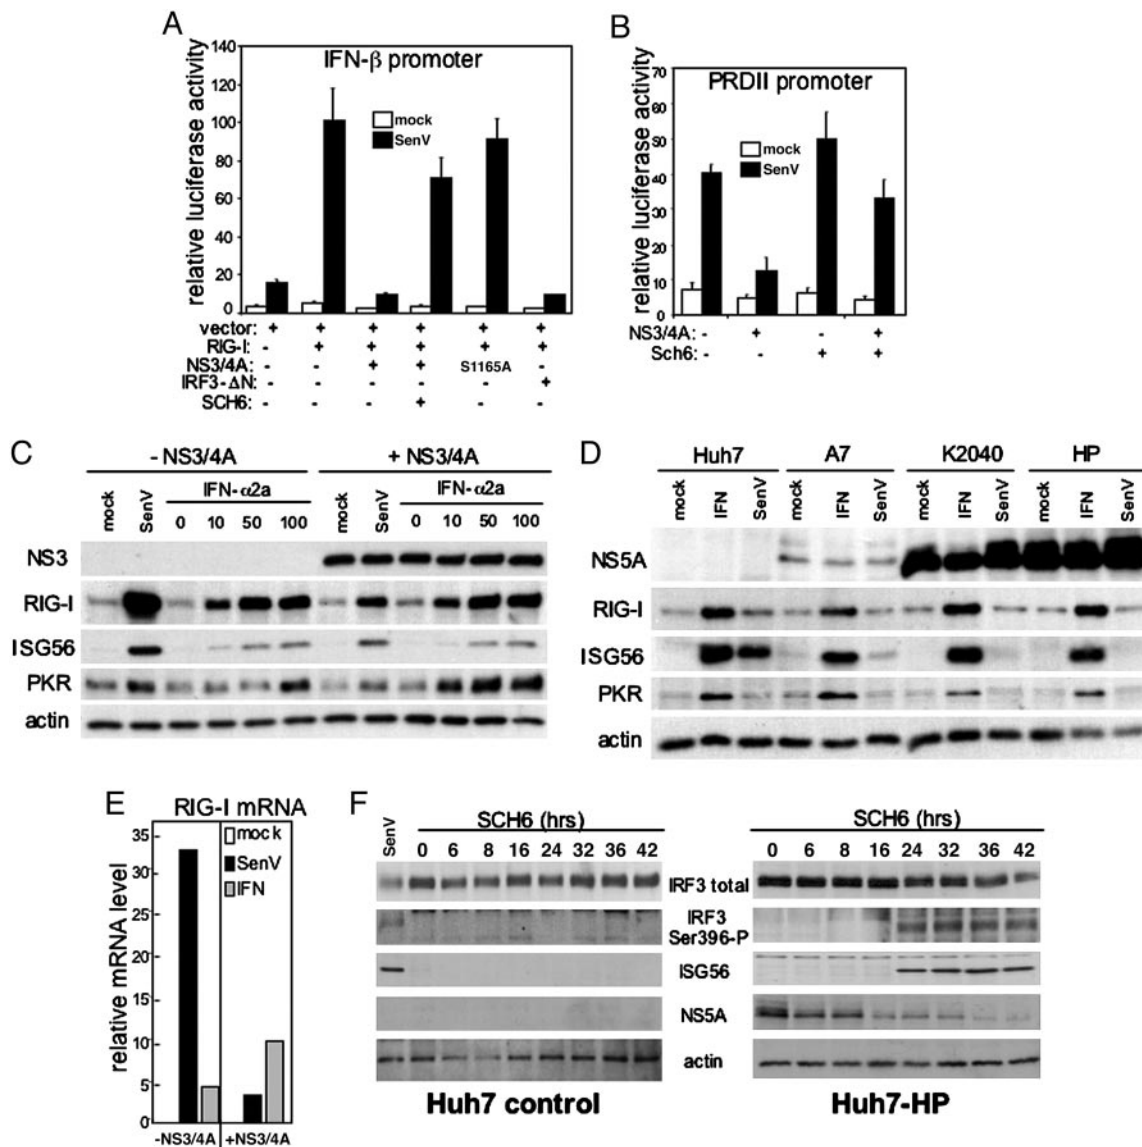 A
IFN-β promoter
relative luciferase activity
140
120
100
80
60
40
20
0
mock
SenV
vector: + + + + + +
RIG-I: - + + + + +
NS3/4A: - - + + S1165A -
IRF3-ΔN - - - - - +
SCH6: - - - + - -
B
PRDII promoter
relative luciferase activity
70
60
50
40
30
20
10
0
mock
SenV
NS3/4A: - + - +
Sch6: - - + +
C
- NS3/4A + NS3/4A
IFN-α2a IFN-α2a
mock SenV 0 10 50 100 mock SenV 0 10 50 100
NS3
RIG-I
ISG56
PKR
actin
D
Huh7 A7 K2040 HP
mock IFN SenV mock IFN SenV mock IFN SenV mock IFN SenV
NS5A
RIG-I
ISG56
PKR
actin
E
RIG-I mRNA
relative mRNA level
35
30
25
20
15
10
5
0
mock
SenV
IFN
-NS3/4A +NS3/4A
F
SCH6 (hrs) SCH6 (hrs)
SenV 0 6 8 16 24 32 36 42 0 6 8 16 24 32 36 42
IRF3 total
IRF3
Ser396-P
ISG56
NS5A
actin
Huh7 control Huh7-HP